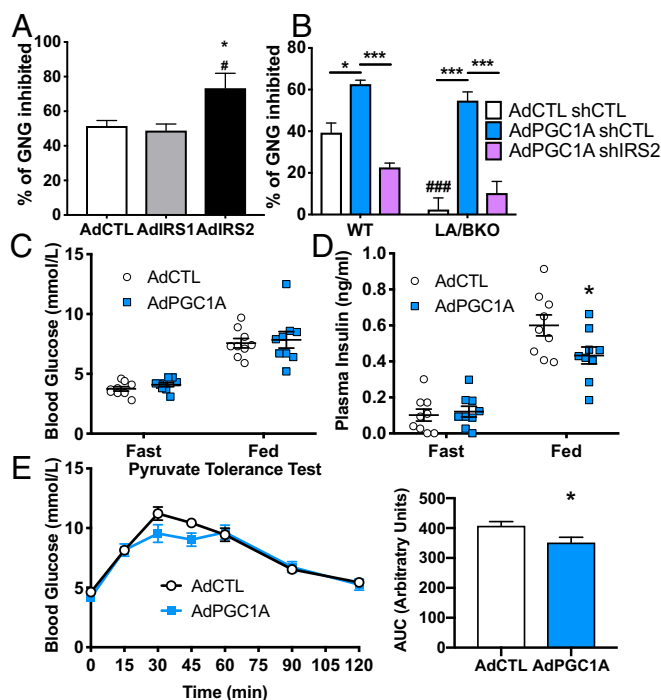 A
% of GNG inhibited
100
80
60
40
20
0
*
#
AdCTL AdIRS1 AdIRS2
B
% of GNG inhibited
80
60
40
20
0
* *** *** ***
###
WT LA/BKO
AdCTL shCTL
AdPGC1A shCTL
AdPGC1A shIRS2
C
Blood Glucose (mmol/L)
15
10
5
0
AdCTL
AdPGC1A
Fast Fed
D
Plasma Insulin (ng/ml)
1.0
0.8
0.6
0.4
0.2
0.0
AdCTL
AdPGC1A
*
Fast Fed
E
Pyruvate Tolerance Test
Blood Glucose (mmol/L)
15
10
5
0
AdCTL
AdPGC1A
0 15 30 45 60 75 90 105 120
Time (min)
AUC (Arbitratry Units)
500
400
300
200
100
0
*
AdCTL AdPGC1A